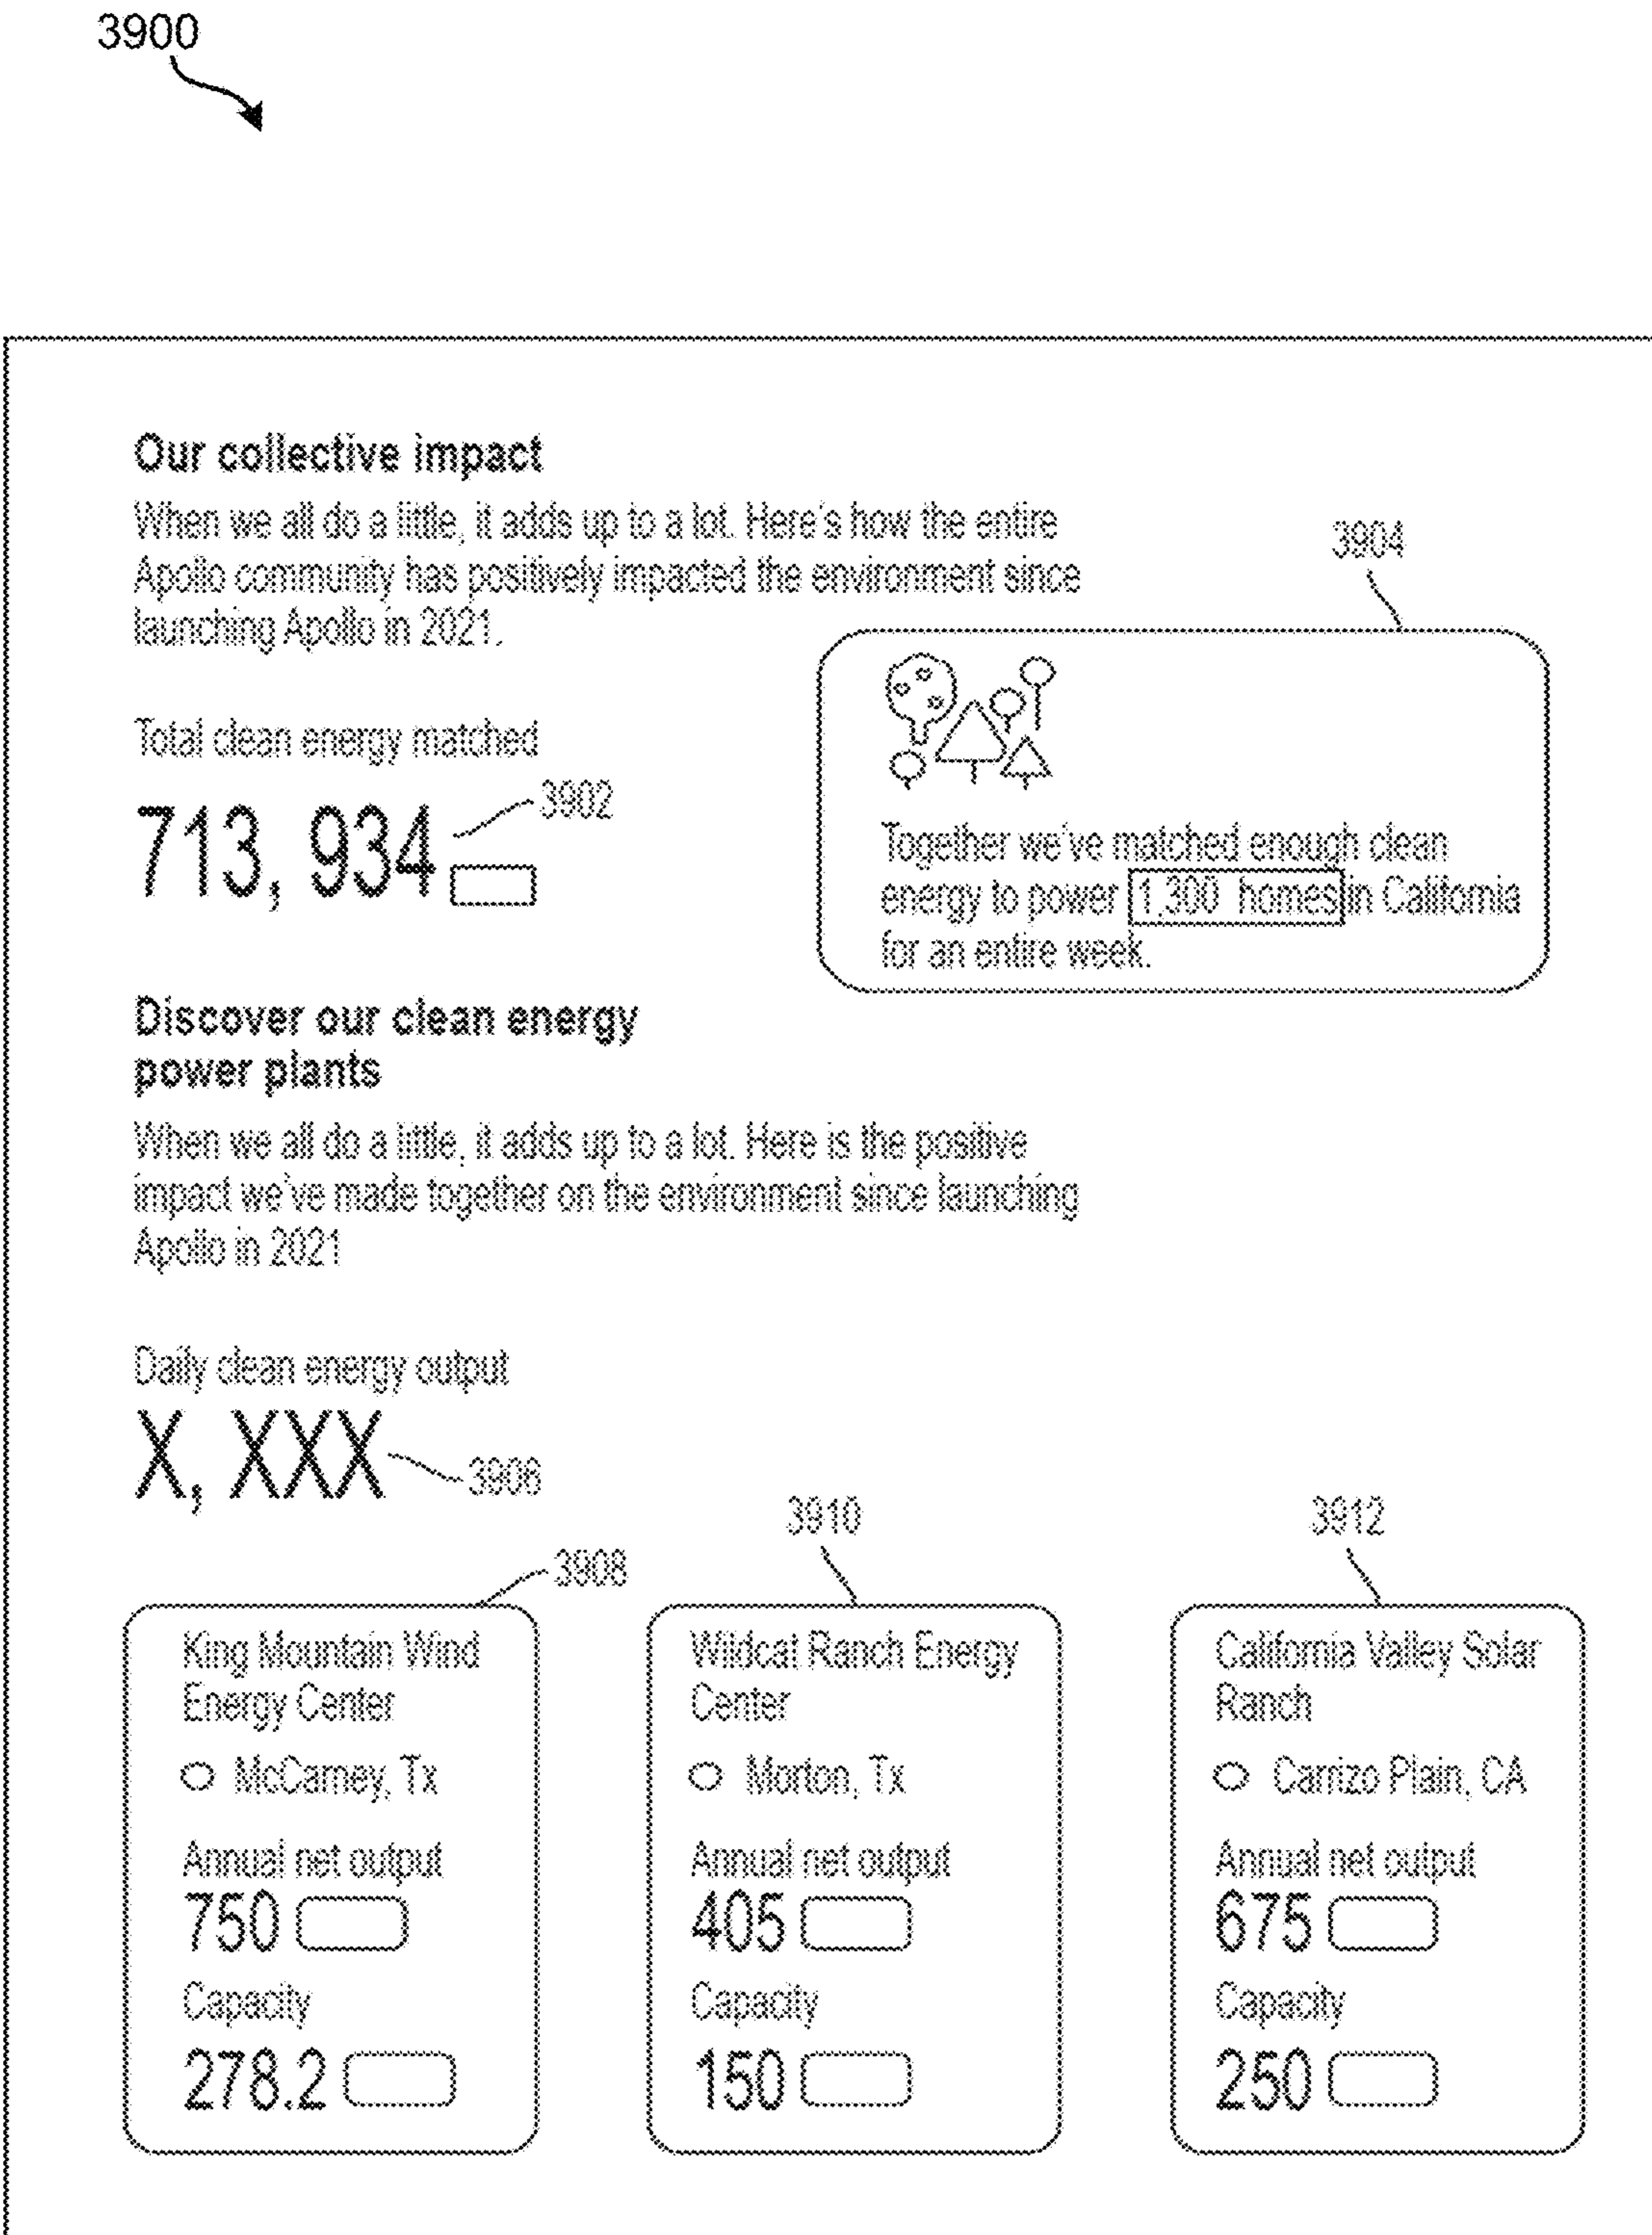 3900
Our collective impact
When we all do a little, it adds up to a lot. Here's how the entire
Apollo community has positively impacted the environment since
launching Apollo in 2021.
3904
Total clean energy matched
713, 934
3902
Together we've matched enough clean
energy to power 1,300 homes in California
for an entire week.
Discover our clean energy
power plants
When we all do a little, it adds up to a lot. Here is the positive
impact we've made together on the environment since launching
Apollo in 2021
Daily clean energy output
X, XXX
3906
3908
King Mountain Wind
Energy Center
McCarney, Tx
Annual net output
750
Capacity
278.2
3910
Wildcat Ranch Energy
Center
Morton, Tx
Annual net output
405
Capacity
150
3912
California Valley Solar
Ranch
Carrizo Plain, CA
Annual net output
675
Capacity
250